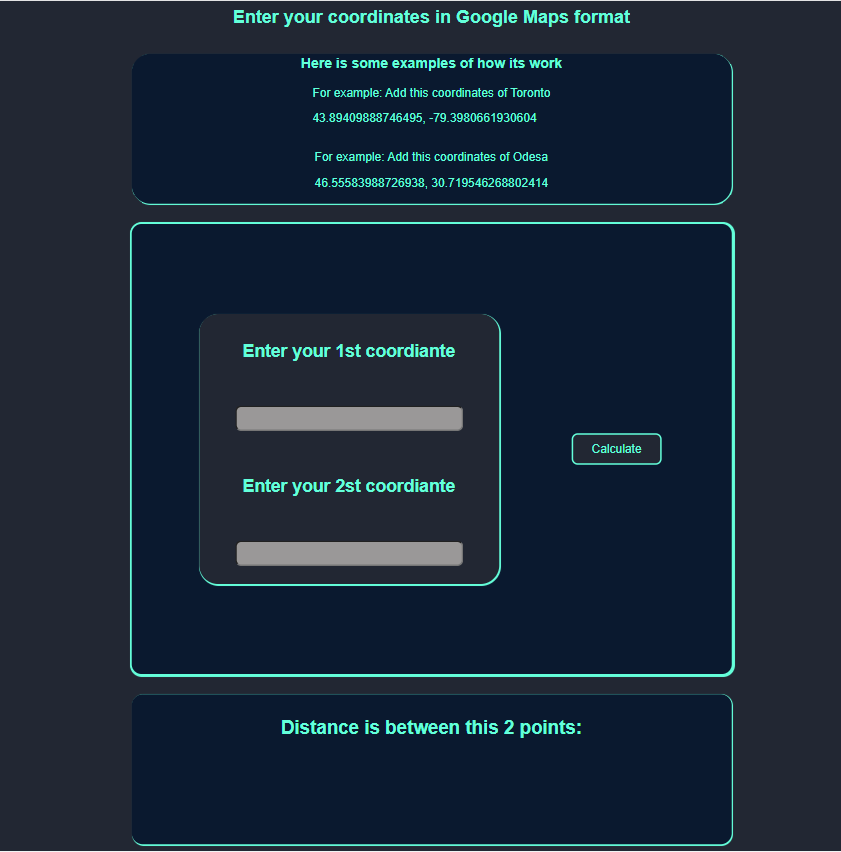 Enter your coordinates in Google Maps format
Here is some examples of how its work
For example: Add this coordinates of Toronto
43.89409888746495, -79.3980661930604
For example: Add this coordinates of Odesa
46.55583988726938, 30.719546268802414
Enter your 1st coordiante
Calculate
Enter your 2st coordiante
Distance is between this 2 points: